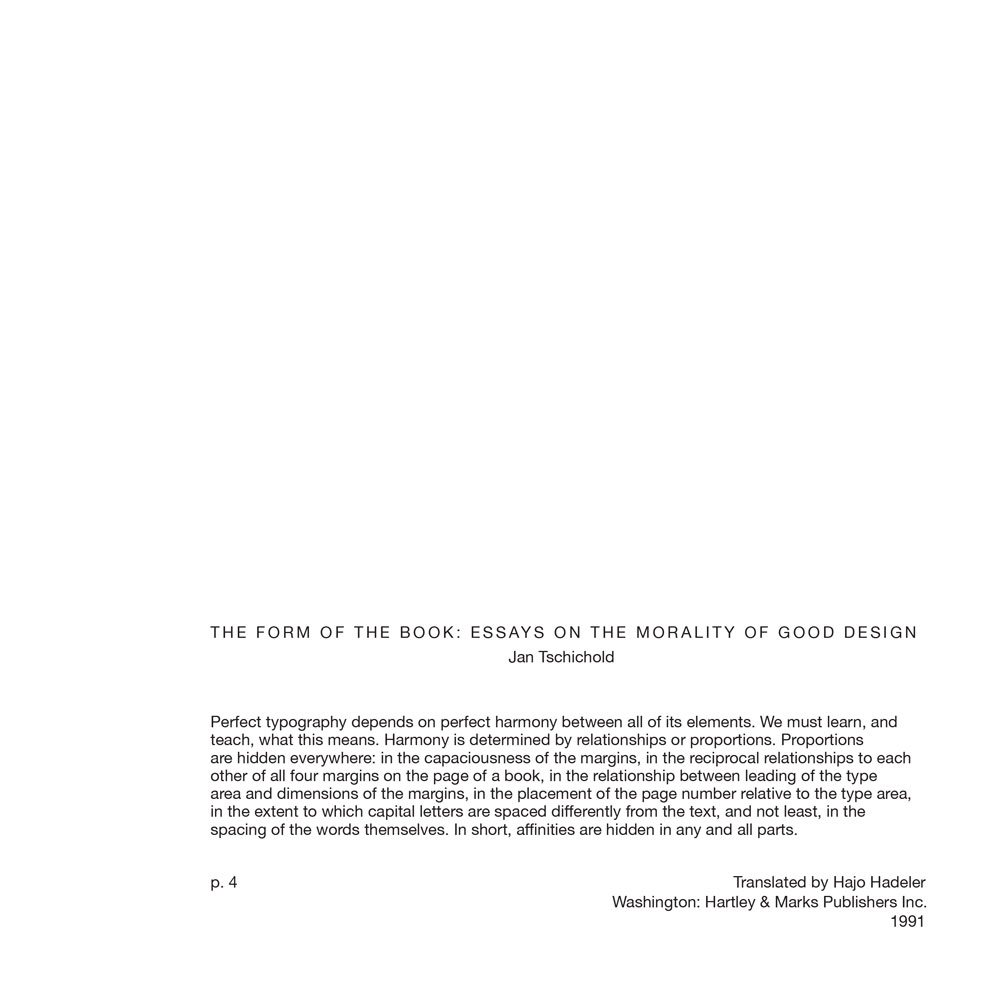 THE FORM OF THE BOOK: ESSAYS ON THE MORALITY OF GOOD DESIGN
Jan Tschichold
Perfect typography depends on perfect harmony between all of its elements. We must learn, and
teach, what this means. Harmony is determined by relationships or proportions. Proportions
are hidden everywhere: in the capaciousness of the margins, in the reciprocal relationships to each
other of all four margins on the page of a book, in the relationship between leading of the type
area and dimensions of the margins, in the placement of the page number relative to the type area,
in the extent to which capital letters are spaced differently from the text, and not least, in the
spacing of the words themselves. In short, affinities are hidden in any and all parts.
p. 4
Translated by Hajo Hadeler
Washington: Hartley & Marks Publishers Inc.
1991